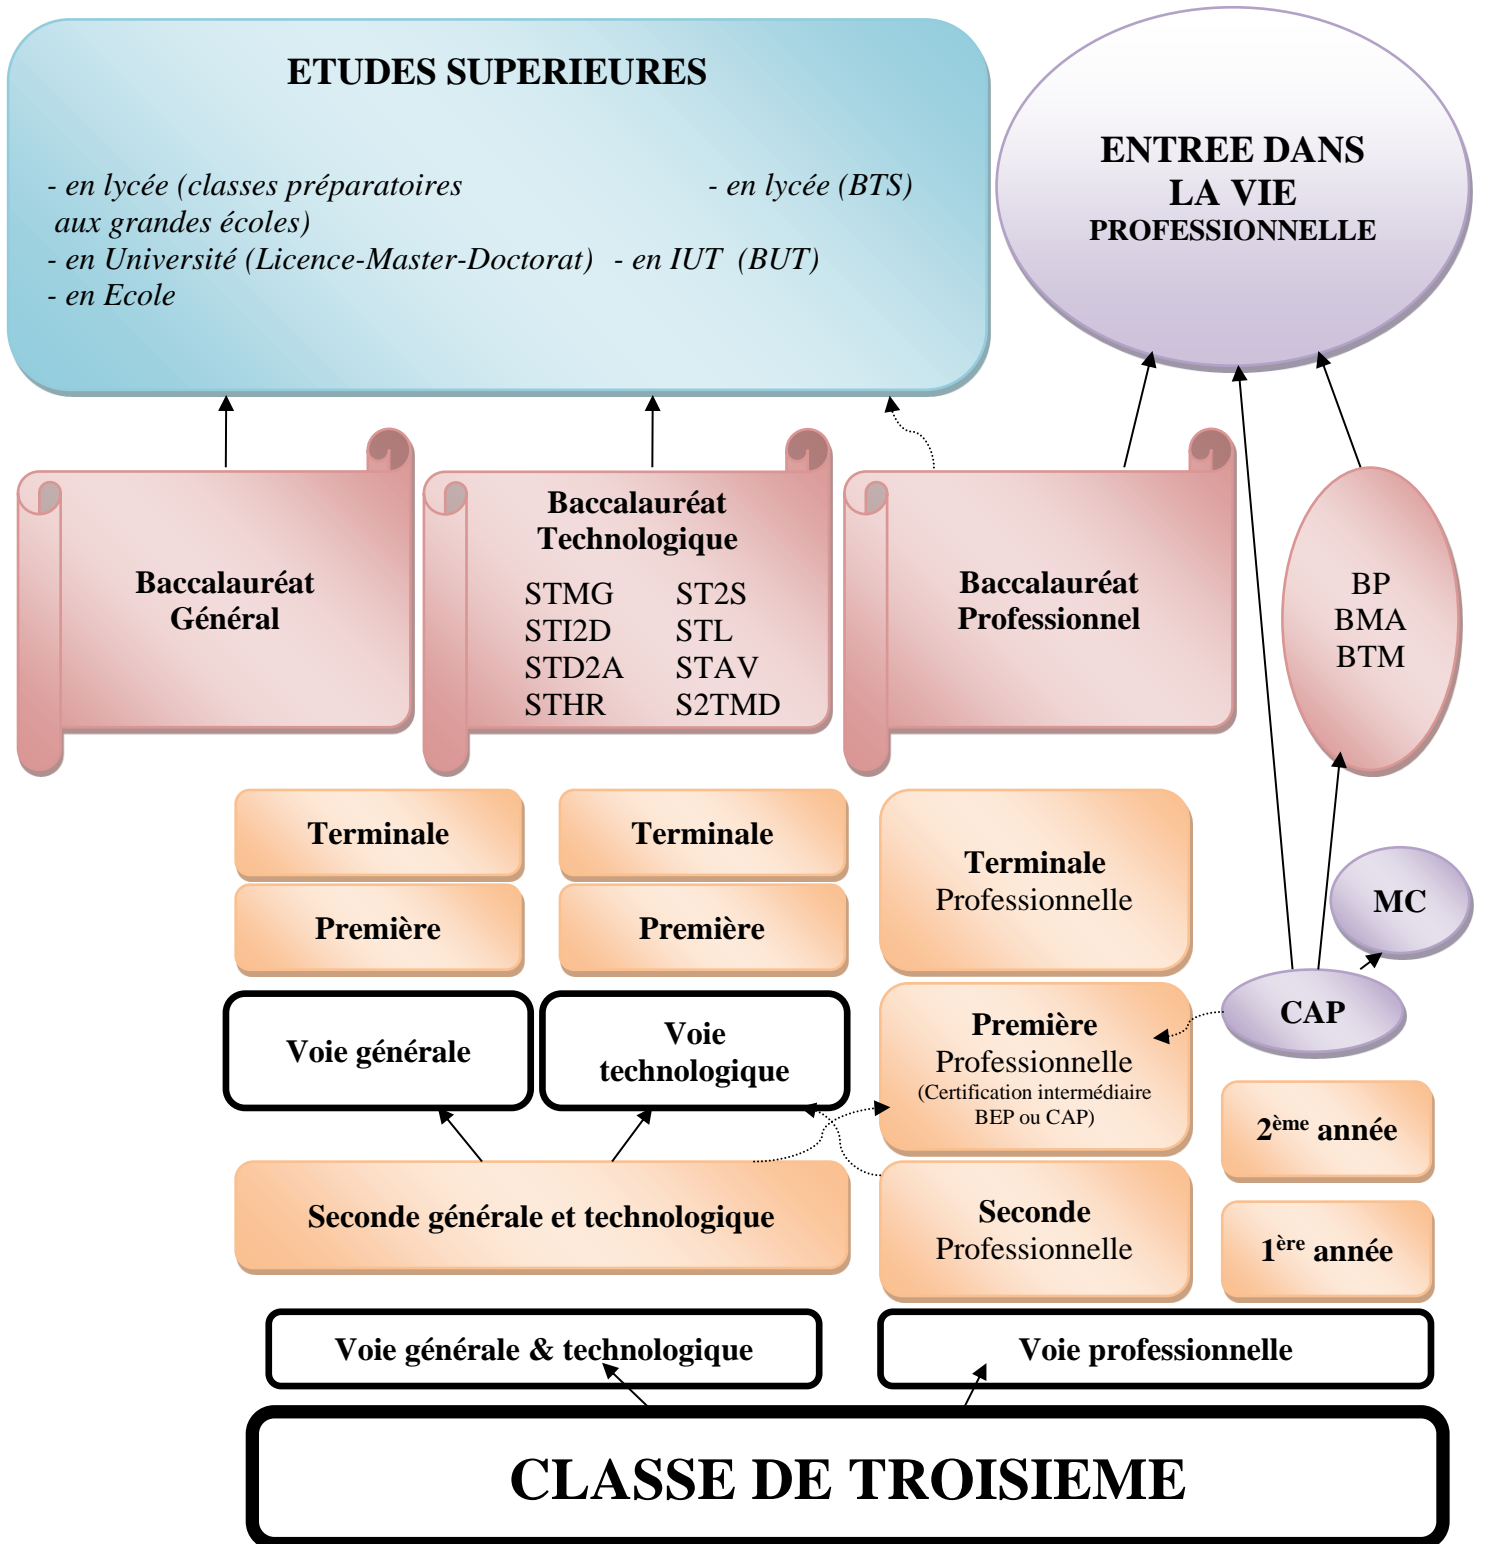 ETUDES SUPERIEURES
- en lycée (classes préparatoires - en lycée (BTS)
aux grandes écoles)
- en Université (Licence-Master-Doctorat) - en IUT (BUT)
- en Ecole
ENTREE DANS
LA VIE
PROFESSIONNELLE
Baccalauréat
Général
Baccalauréat
Technologique
STMG ST2S
STI2D STL
STD2A STAV
STHR S2TMD
Baccalauréat
Professionnel
BP
BMA
BTM
Terminale
Terminale
Terminale
Professionnelle
MC
Première
Première
CAP
Voie générale
Voie
technologique
Première
Professionnelle
(Certification intermédiaire
BEP ou CAP)
2ème année
Seconde générale et technologique
Seconde
Professionnelle
1ère année
Voie générale & technologique
Voie professionnelle
CLASSE DE TROISIEME